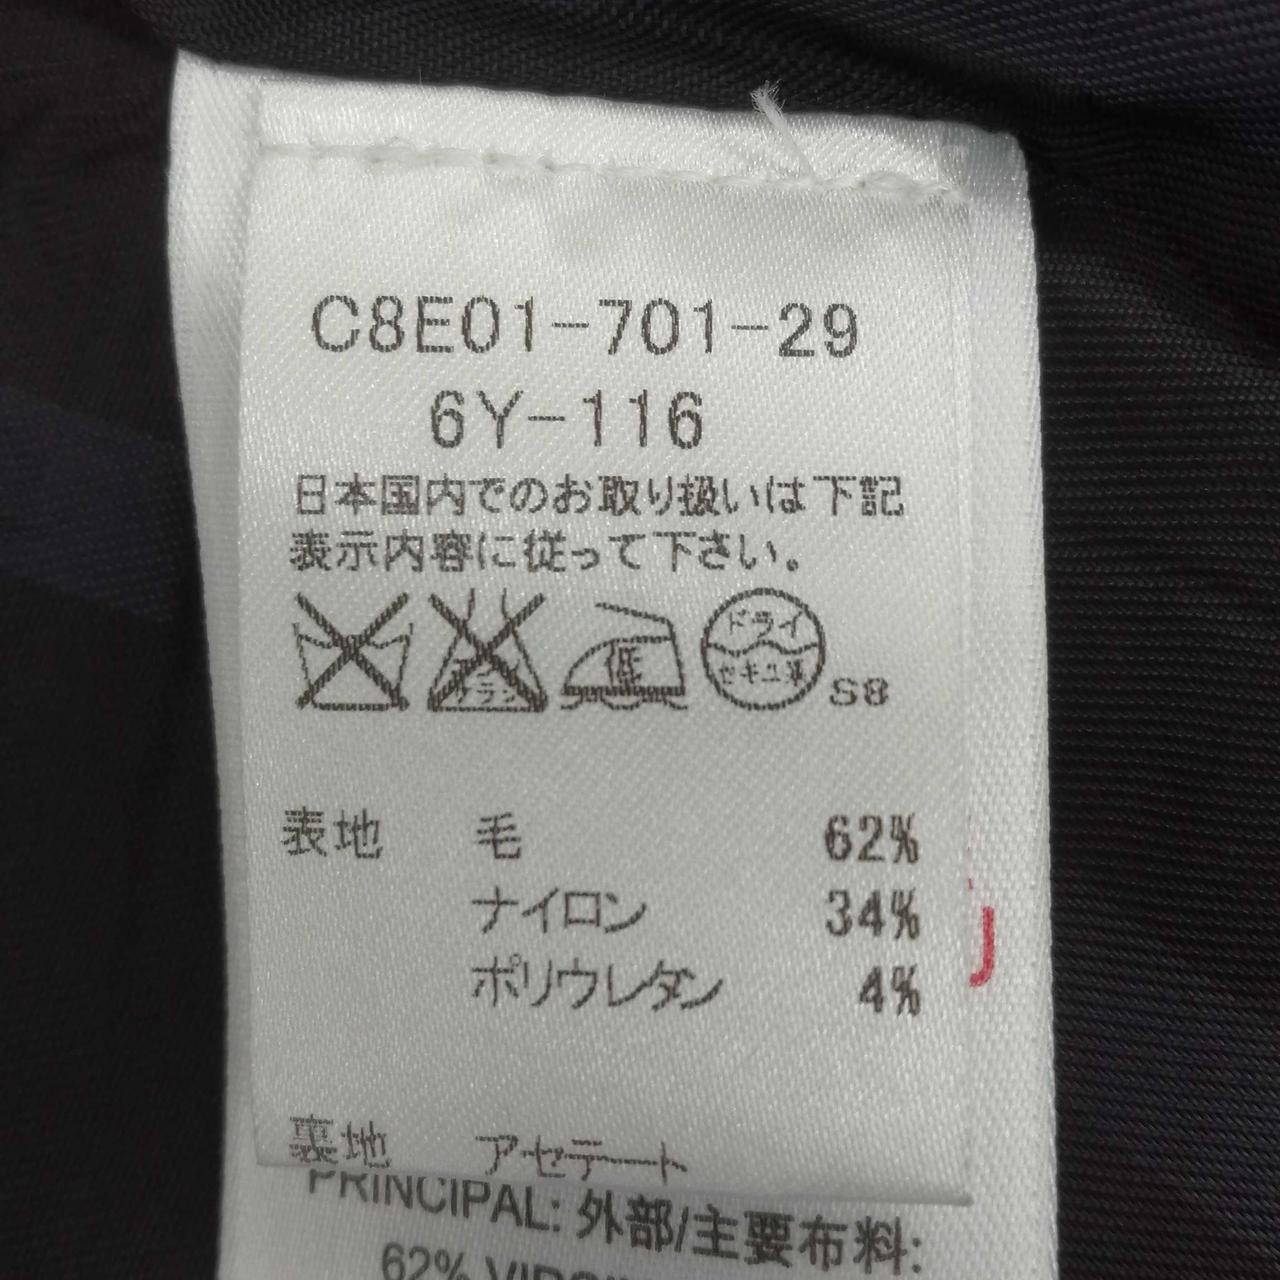 C8E01-701-29
6Y-116
日本国内でのお取り扱いは下記
表示内容に従って下さい。
低
ドライ
セキユ系
S8
表地 毛 62%
ナイロン 34%
ポリウレタン 4%
J
裏地 アセテート
PRINCIPAL: 外部/主要布料:
62%